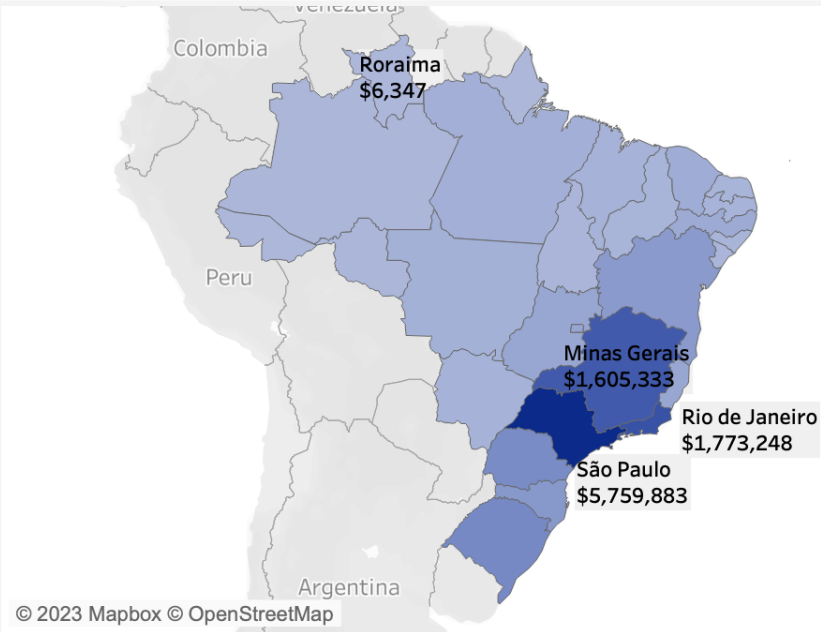 Venezuela
Colombia
Roraima
$6,347
Peru
Minas Gerais
$1,605,333
Rio de Janeiro
$1,773,248
São Paulo
$5,759,883
Argentina
© 2023 Mapbox © OpenStreetMap